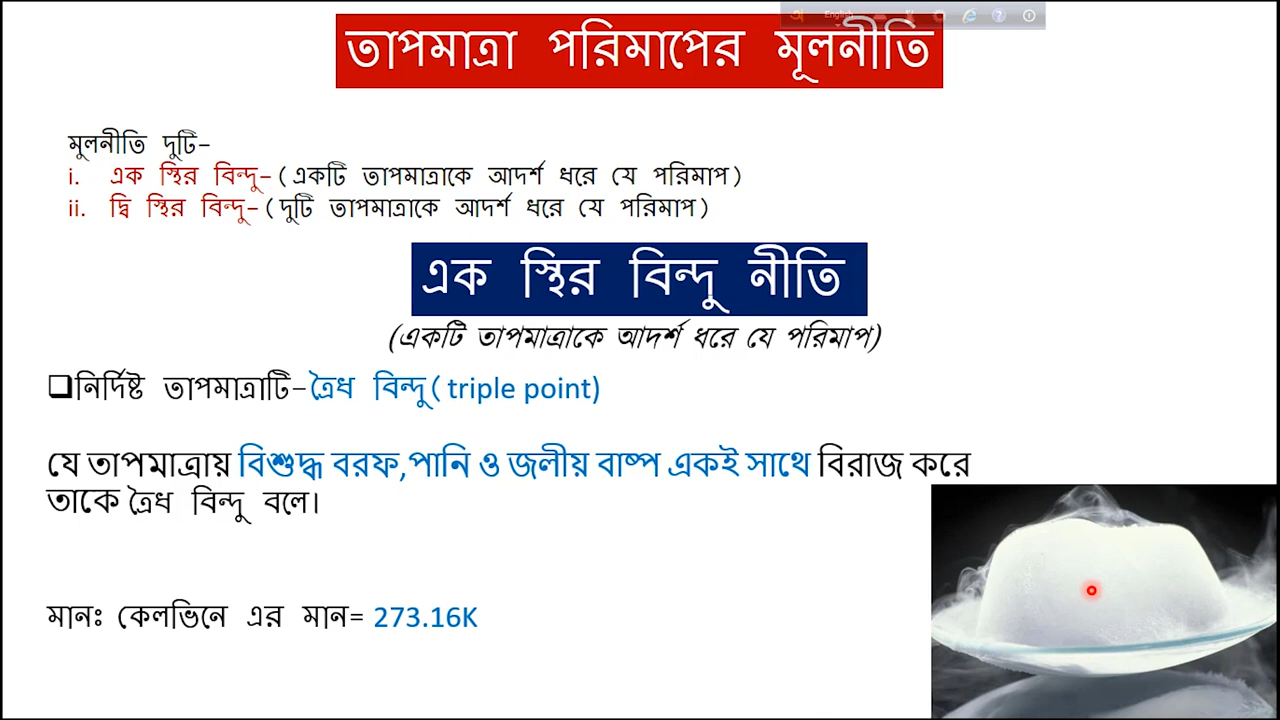 English
তাপমাত্রা পরিমাপের মূলনীতি
মূলনীতি দুটি-
i. এক স্থির বিন্দু-(একটি তাপমাত্রাকে আদর্শ ধরে যে পরিমাপ)
ii. দ্বি স্থির বিন্দু-(দুটি তাপমাত্রাকে আদর্শ ধরে যে পরিমাপ)
এক স্থির বিন্দু নীতি
(একটি তাপমাত্রাকে আদর্শ ধরে যে পরিমাপ)
❑নির্দিষ্ট তাপমাত্রাটি-ত্রৈধ বিন্দু( triple point)
যে তাপমাত্রায় বিশুদ্ধ বরফ,পানি ও জলীয় বাষ্প একই সাথে বিরাজ করে
তাকে ত্রৈধ বিন্দু বলে।
মানঃ কেলভিনে এর মান= 273.16K